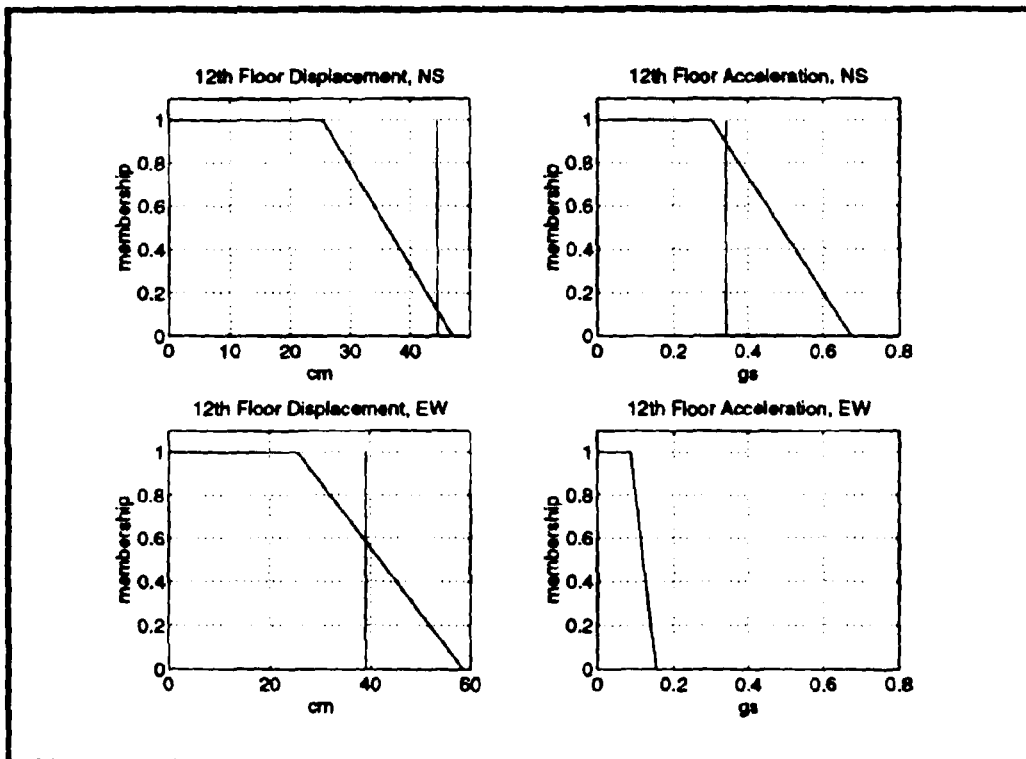 12th Floor Displacement, NS
membership
1
0.8
0.6
0.4
0.2
0
0 10 20 30 40
cm
12th Floor Acceleration, NS
membership
1
0.8
0.6
0.4
0.2
0
0 0.2 0.4 0.6 0.8
gs
12th Floor Displacement, EW
membership
1
0.8
0.6
0.4
0.2
0
0 20 40 60
cm
12th Floor Acceleration, EW
membership
1
0.8
0.6
0.4
0.2
0
0 0.2 0.4 0.6 0.8
gs